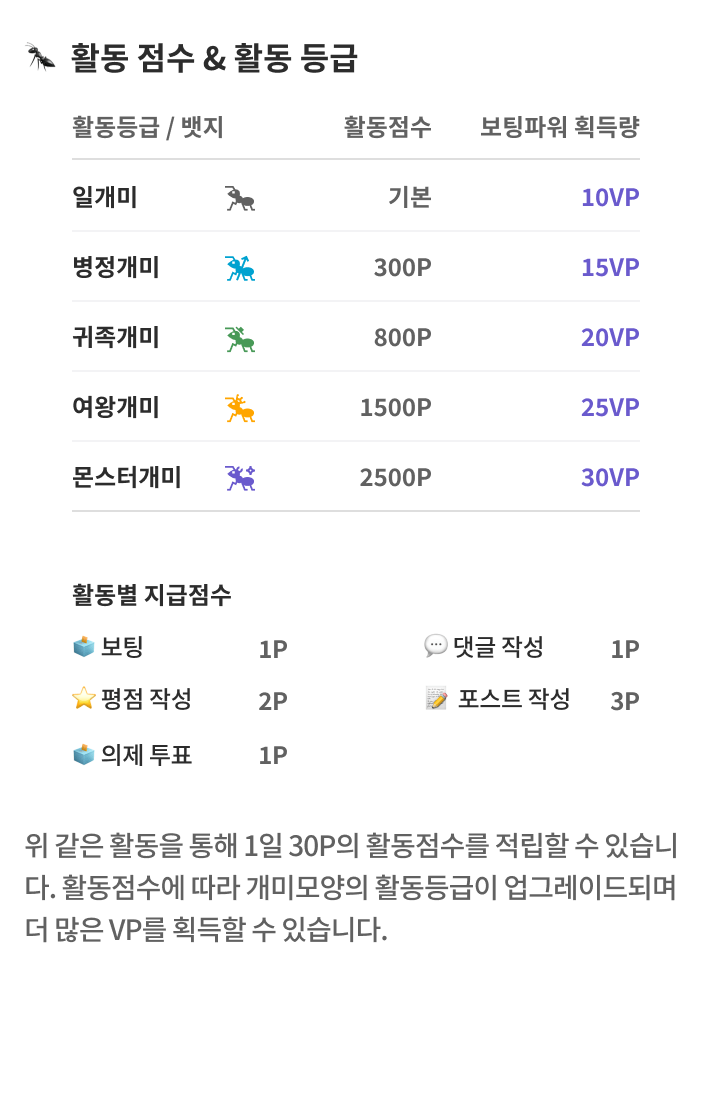 활동 점수 & 활동 등급
활동등급 / 뱃지 활동점수 보팅파워 획득량
일개미 기본 10VP
병정개미 300P 15VP
귀족개미 800P 20VP
여왕개미 1500P 25VP
몬스터개미 2500P 30VP
활동별 지급점수
보팅 1P 댓글 작성 1P
평점 작성 2P 포스트 작성 3P
의제 투표 1P
위 같은 활동을 통해 1일 30P의 활동점수를 적립할 수 있습니
다. 활동점수에 따라 개미모양의 활동등급이 업그레이드되며
더 많은 VP를 획득할 수 있습니다.